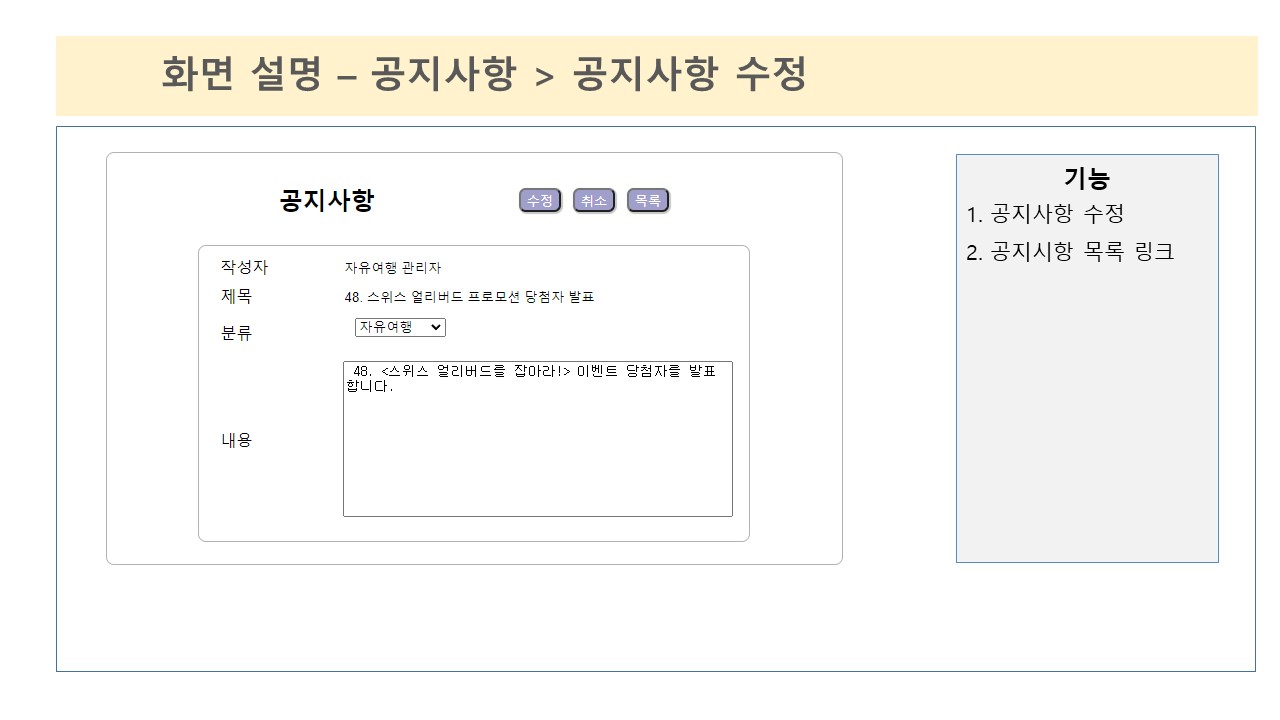 화면 설명 – 공지사항 > 공지사항 수정
공지사항
수정
취소
목록
작성자
자유여행 관리자
제목
48. 스위스 얼리버드 프로모션 당첨자 발표
분류
자유여행
내용
48. <스위스 얼리버드을 잡아라!> 이벤트 당첨자를 발표
합니다.
기능
1. 공지사항 수정
2. 공지시항 목록 링크